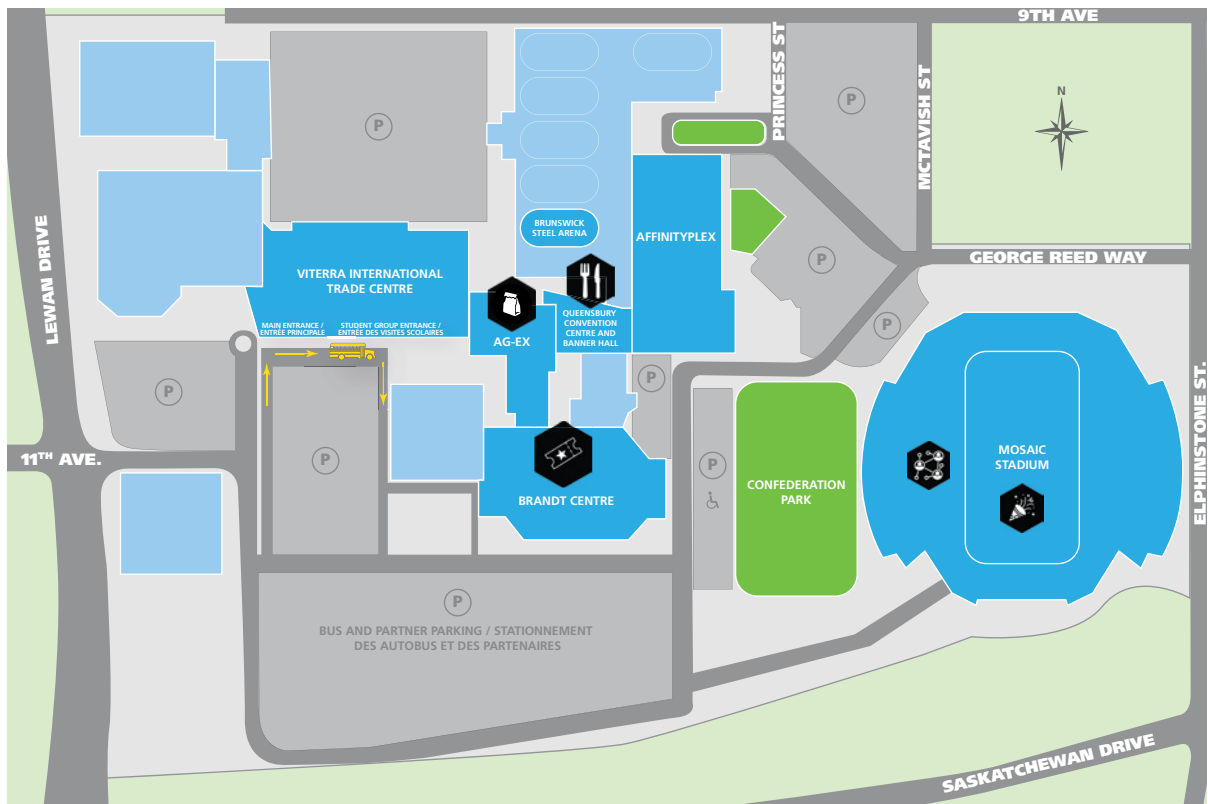 9TH AVE
PRINCESS ST
MCTAVISH ST
N
P
P
BRUNSWICK
STEEL ARENA
AFFINITYPLEX
P
GEORGE REED WAY
LEWAN DRIVE
VITERRA INTERNATIONAL
TRADE CENTRE
MAIN ENTRANCE /
ENTRÉE PRINCIPALE
STUDENT GROUP ENTRANCE /
ENTRÉE DES VISITES SCOLAIRES
AG-EX
QUEENSBURY
CONVENTION
CENTRE AND
BANNER HALL
P
P
P
ELPHINSTONE ST.
11TH AVE.
P
BRANDT CENTRE
P
CONFEDERATION
PARK
MOSAIC
STADIUM
P
BUS AND PARTNER PARKING / STATIONNEMENT
DES AUTOBUS ET DES PARTENAIRES
SASKATCHEWAN DRIVE